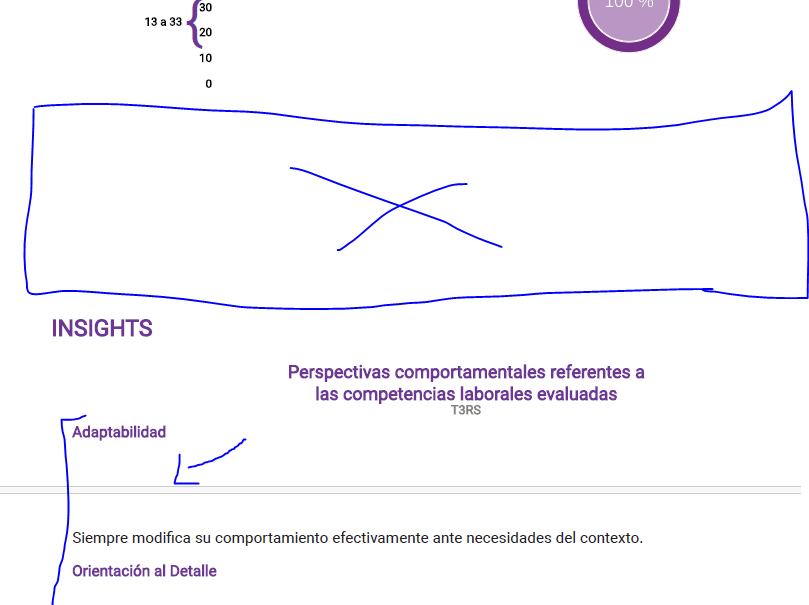 30
13 a 33
20
10
0
100 %
INSIGHTS
Perspectivas comportamentales referentes a
las competencias laborales evaluadas
T3RS
Adaptabilidad
Siempre modifica su comportamiento efectivamente ante necesidades del contexto.
Orientación al Detalle